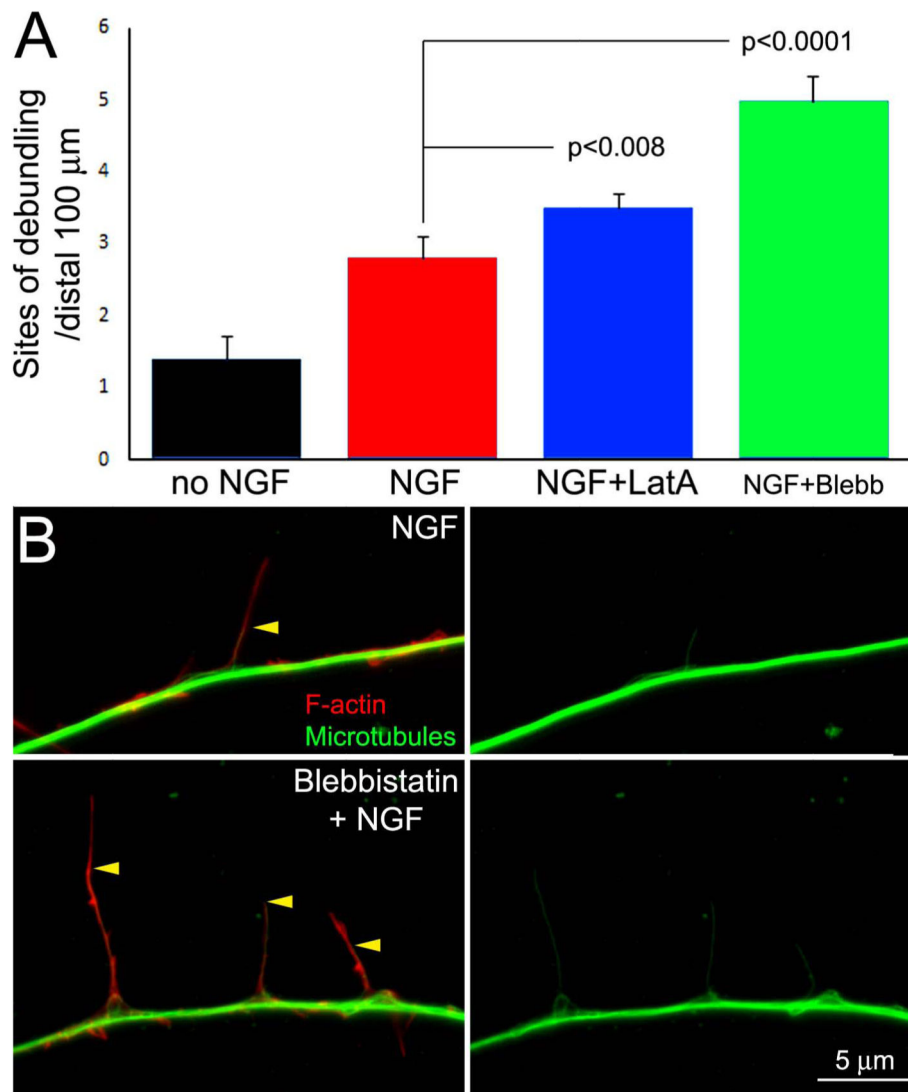 A
Sites of debundling
/distal 100 μm
6
5
4
3
2
1
0
p<0.0001
p<0.008
no NGF
NGF
NGF+LatA
NGF+Blebb
B
NGF
F-actin
Microtubules
Blebbistatin
+ NGF
5 μm